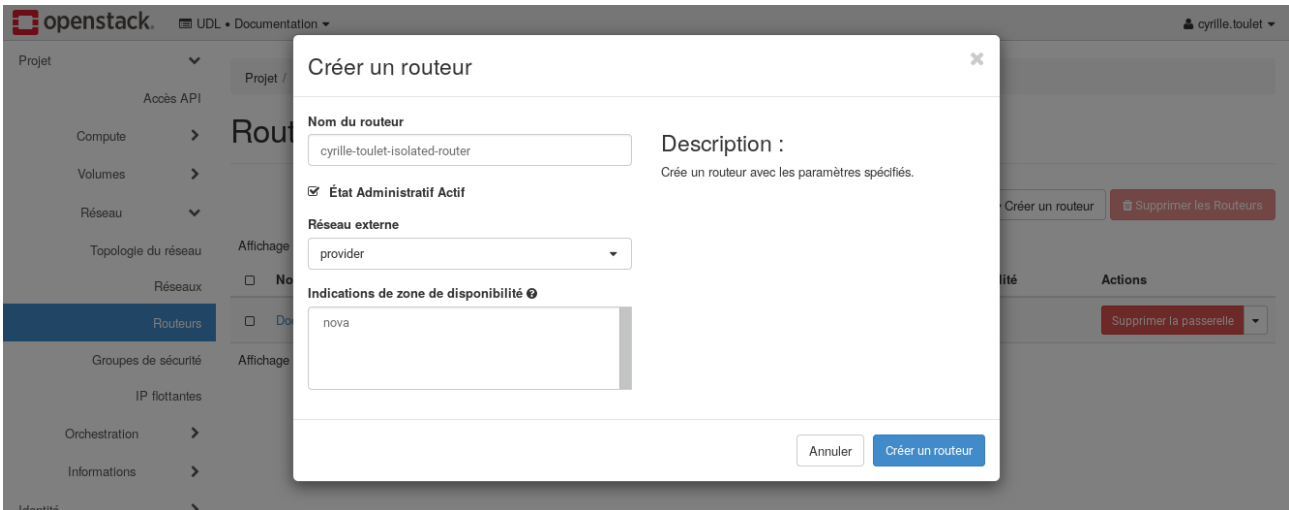 openstack.
UDL • Documentation
cyrille.toulet
Projet
Accès API
Compute
Volumes
Réseau
Topologie du réseau
Réseaux
Routeurs
Groupes de sécurité
IP flottantes
Orchestration
Informations
Identité
Projet /
Rout
Créer un routeur
Supprimer les Routeurs
Affichage
No
lité
Actions
Do
Supprimer la passerelle
Affichage
Créer un routeur
Nom du routeur
cyrille-toulet-isolated-router
État Administratif Actif
Réseau externe
provider
Indications de zone de disponibilité
nova
Description :
Crée un routeur avec les paramètres spécifiés.
Annuler
Créer un routeur